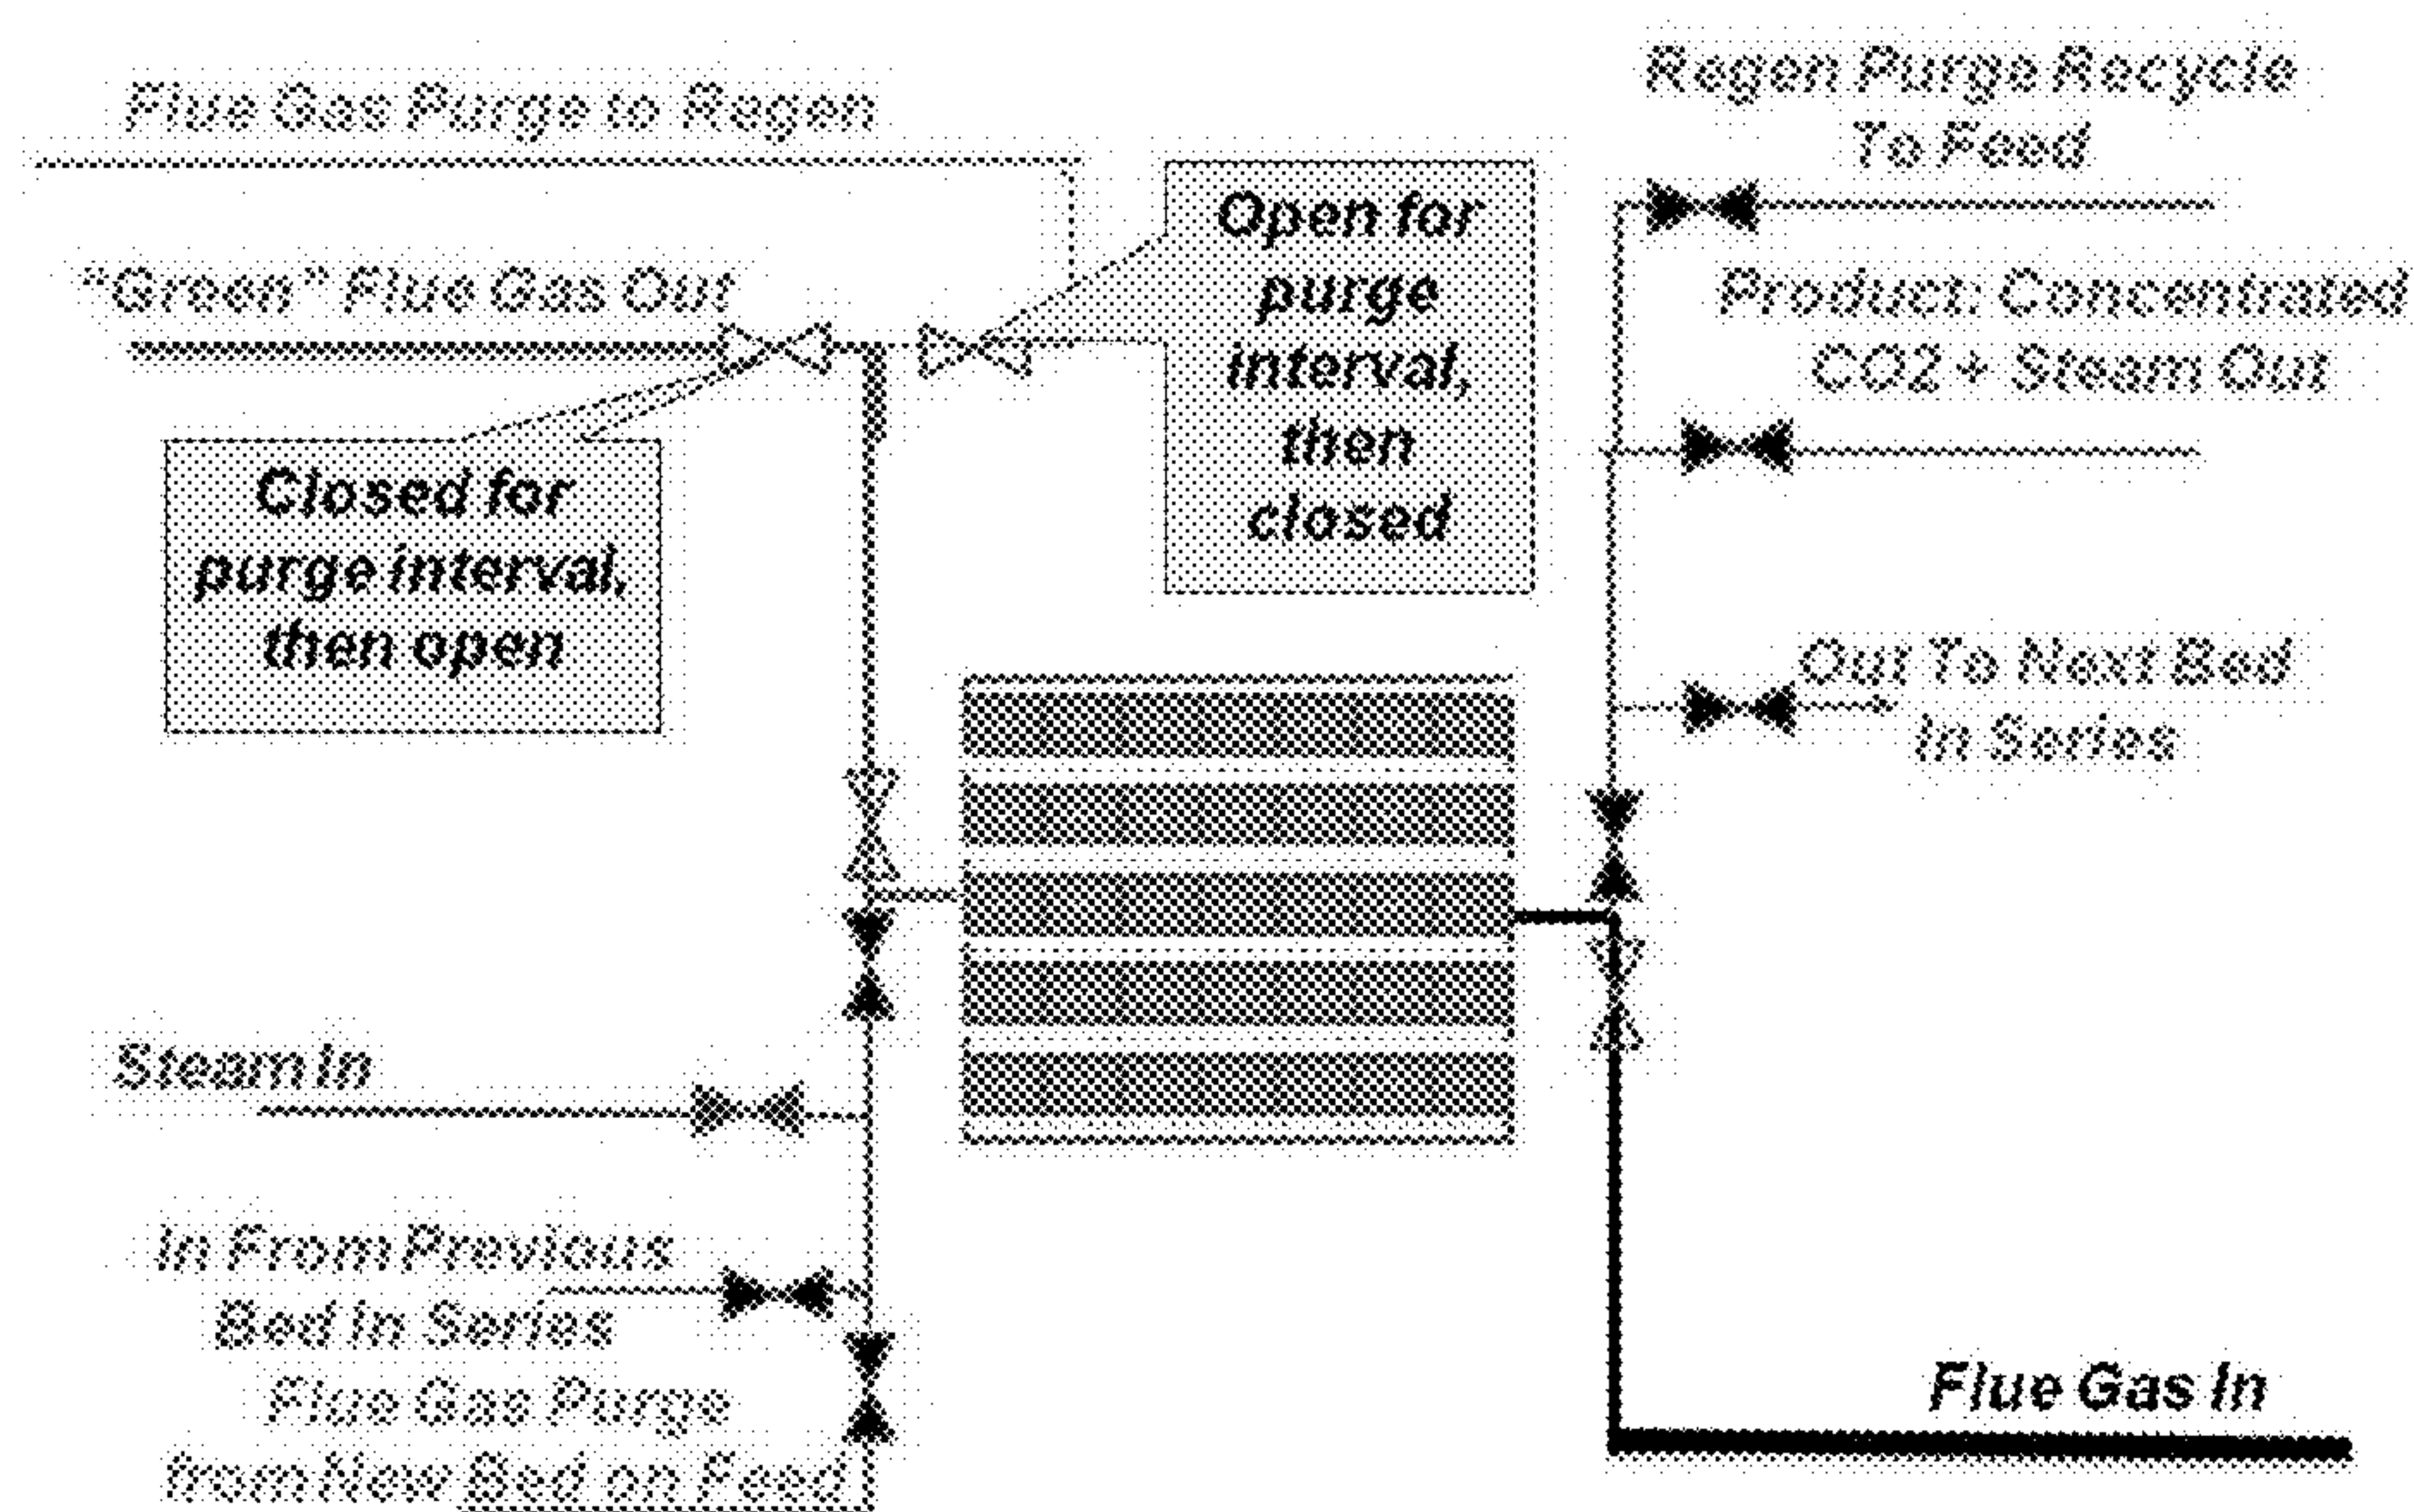 Flue Gas Purge to Regen
"Green" Flue Gas Out
Closed for
purge interval,
then open
Open for
purge
interval,
then
closed
Regen Purge Recycle
To Feed
Product: Concentrated
CO2 + Steam Out
Out To Next Bed
In Series
Steam In
In From Previous
Bed In Series
Flue Gas Purge
from New Bed on Feed
Flue Gas In